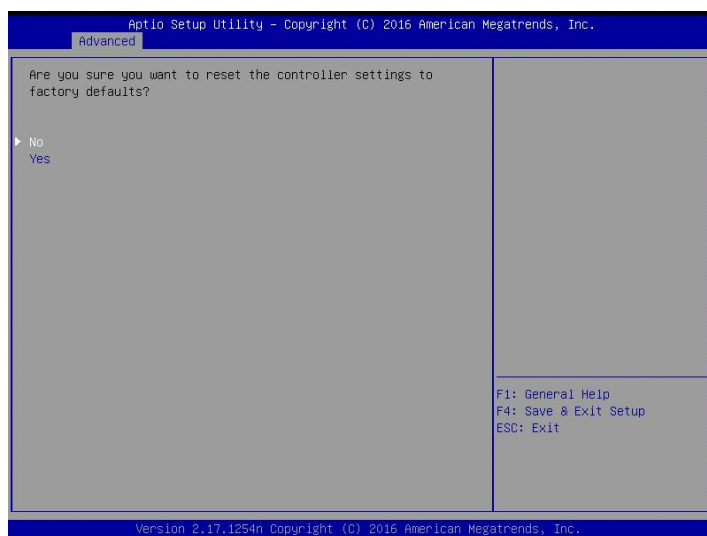 Aptio Setup Utility – Copyright (C) 2016 American Megatrends, Inc.
Advanced
Are you sure you want to reset the controller settings to
factory defaults?
No
Yes
F1: General Help
F4: Save & Exit Setup
ESC: Exit
Version 2.17.1254n Copyright (C) 2016 American Megatrends, Inc.